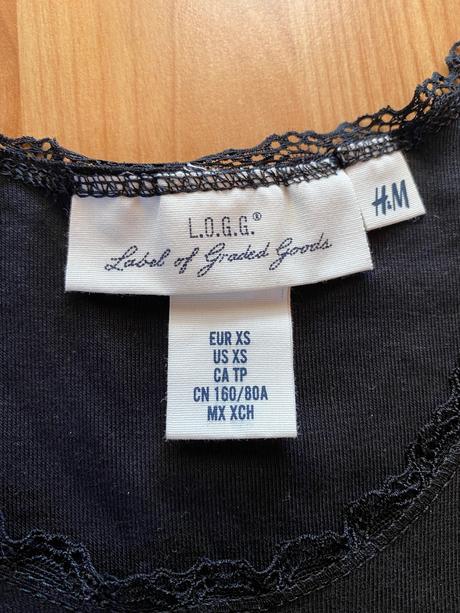 L.O.G.G.®
Label of Graded Goods
H&M
EUR XS
US XS
CA TP
CN 160/80A
MX XCH